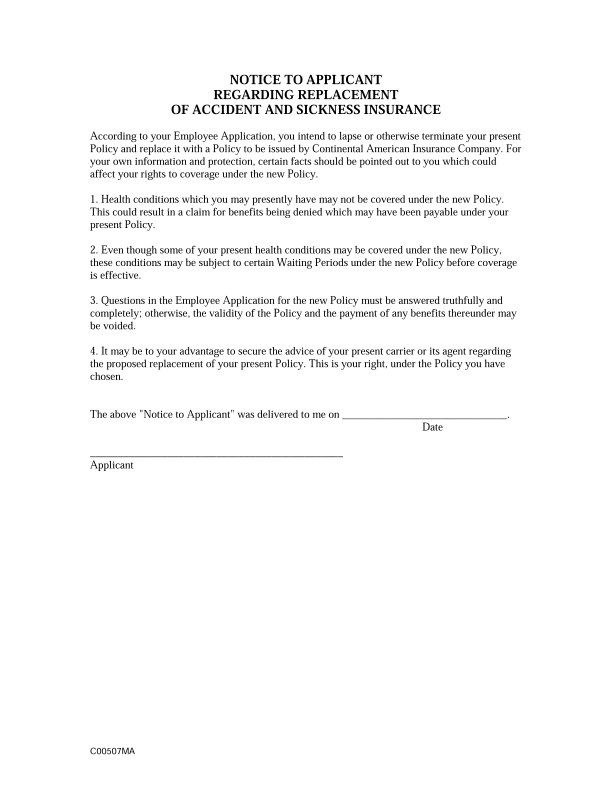 NOTICE TO APPLICANT
REGARDING REPLACEMENT
OF ACCIDENT AND SICKNESS INSURANCE
According to your Employee Application, you intend to lapse or otherwise terminate your present
Policy and replace it with a Policy to be issued by Continental American Insurance Company. For
your own information and protection, certain facts should be pointed out to you which could
affect your rights to coverage under the new Policy.
1. Health conditions which you may presently have may not be covered under the new Policy.
This could result in a claim for benefits being denied which may have been payable under your
present Policy.
2. Even though some of your present health conditions may be covered under the new Policy,
these conditions may be subject to certain Waiting Periods under the new Policy before coverage
is effective.
3. Questions in the Employee Application for the new Policy must be answered truthfully and
completely; otherwise, the validity of the Policy and the payment of any benefits thereunder may
be voided.
4. It may be to your advantage to secure the advice of your present carrier or its agent regarding
the proposed replacement of your present Policy. This is your right, under the Policy you have
chosen.
The above "Notice to Applicant" was delivered to me on ________________________________.
Date
_________________________________________________
Applicant
C00507MA